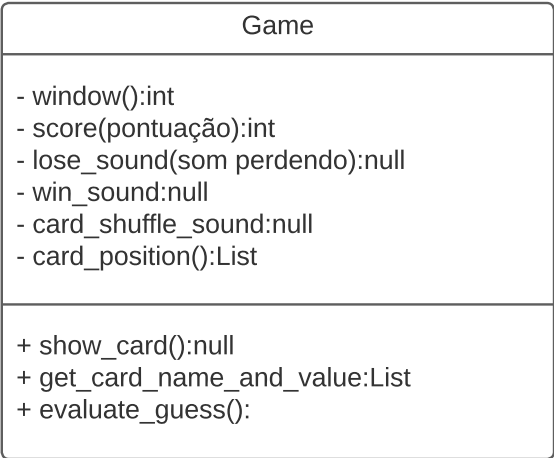 Game
- window():int
- score(pontuação):int
- lose_sound(som perdendo):null
- win_sound:null
- card_shuffle_sound:null
- card_position():List
+ show_card():null
+ get_card_name_and_value:List
+ evaluate_guess():